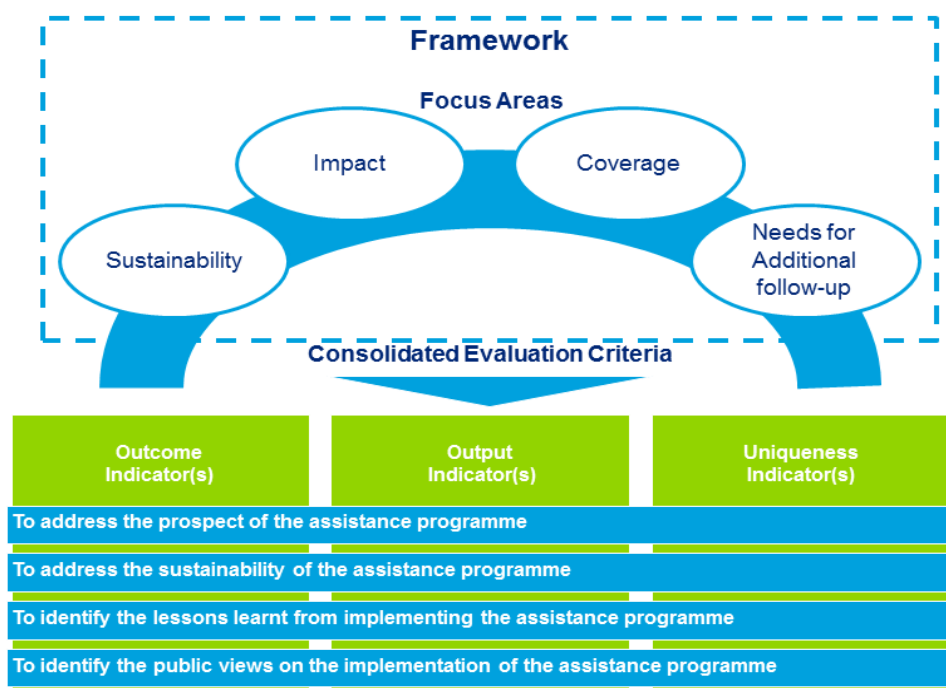 Framework
Focus Areas
Impact
Coverage
Sustainability
Needs for
Additional
follow-up
Consolidated Evaluation Criteria
Outcome
Indicator(s)
Output
Indicator(s)
Uniqueness
Indicator(s)
To address the prospect of the assistance programme
To address the sustainability of the assistance programme
To identify the lessons learnt from implementing the assistance programme
To identify the public views on the implementation of the assistance programme